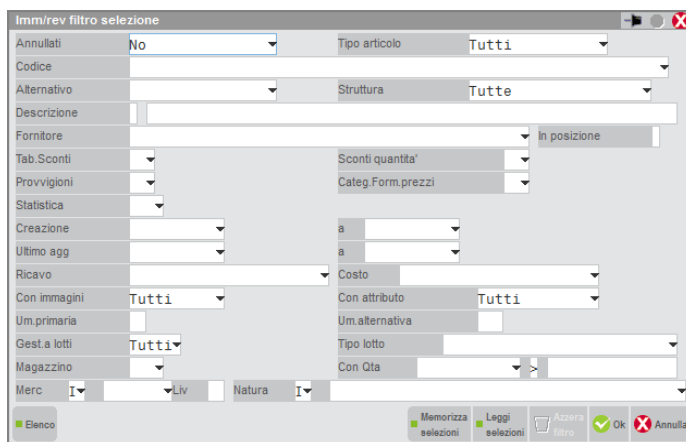 Imm/rev filtro selezione
Annullati No Tipo articolo Tutti
Codice
Alternativo Struttura Tutte
Descrizione
Fornitore In posizione
Tab.Sconti Sconti quantita'
Provvigioni Categ.Form.prezzi
Statistica
Creazione a
Ultimo agg a
Ricavo Costo
Con immagini Tutti Con attributo Tutti
Um.primaria Um.alternativa
Gest.a lotti Tutti Tipo lotto
Magazzino Con Qta >
Merc I Liv Natura I
Elenco Memorizza selezioni Leggi selezioni Azzera filtro Ok Annulla